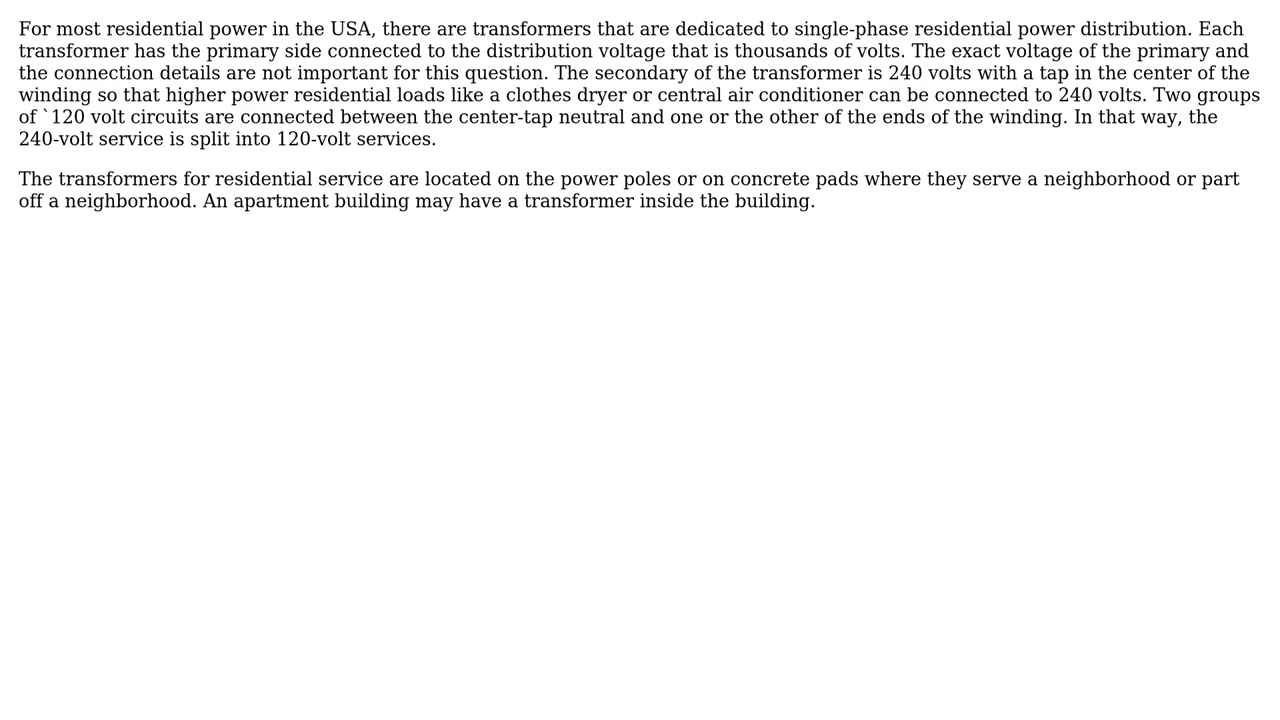 For most residential power in the USA, there are transformers that are dedicated to single-phase residential power distribution. Each
transformer has the primary side connected to the distribution voltage that is thousands of volts. The exact voltage of the primary and
the connection details are not important for this question. The secondary of the transformer is 240 volts with a tap in the center of the
winding so that higher power residential loads like a clothes dryer or central air conditioner can be connected to 240 volts. Two groups
of `120 volt circuits are connected between the center-tap neutral and one or the other of the ends of the winding. In that way, the
240-volt service is split into 120-volt services.
The transformers for residential service are located on the power poles or on concrete pads where they serve a neighborhood or part
off a neighborhood. An apartment building may have a transformer inside the building.